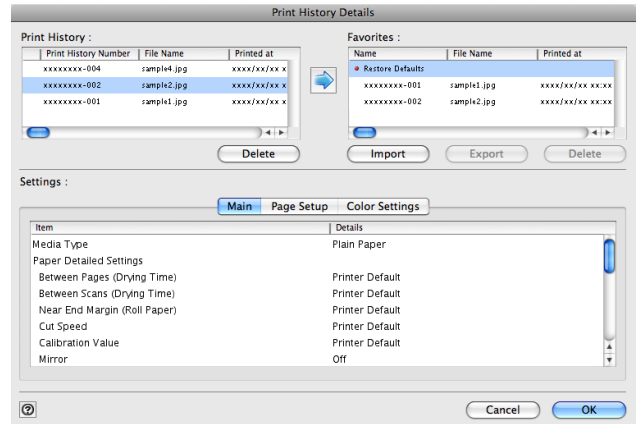 Print History Details
Print History : Favorites :
Print History Number File Name Printed at Name File Name Printed at
xxxxxxxx-004 sample4.jpg xxxx/xx/xx x Restore Defaults
xxxxxxxx-002 sample2.jpg xxxx/xx/xx x xxxxxxxx-001 sample1.jpg xxxx/xx/xx xx:xx
xxxxxxxx-001 sample1.jpg xxxx/xx/xx x xxxxxxxx-002 sample2.jpg xxxx/xx/xx xx:xx
Delete Import Export Delete
Settings :
Main Page Setup Color Settings
Item Details
Media Type Plain Paper
Paper Detailed Settings
Between Pages (Drying Time) Printer Default
Between Scans (Drying Time) Printer Default
Near End Margin (Roll Paper) Printer Default
Cut Speed Printer Default
Calibration Value Printer Default
Mirror Off
? Cancel OK